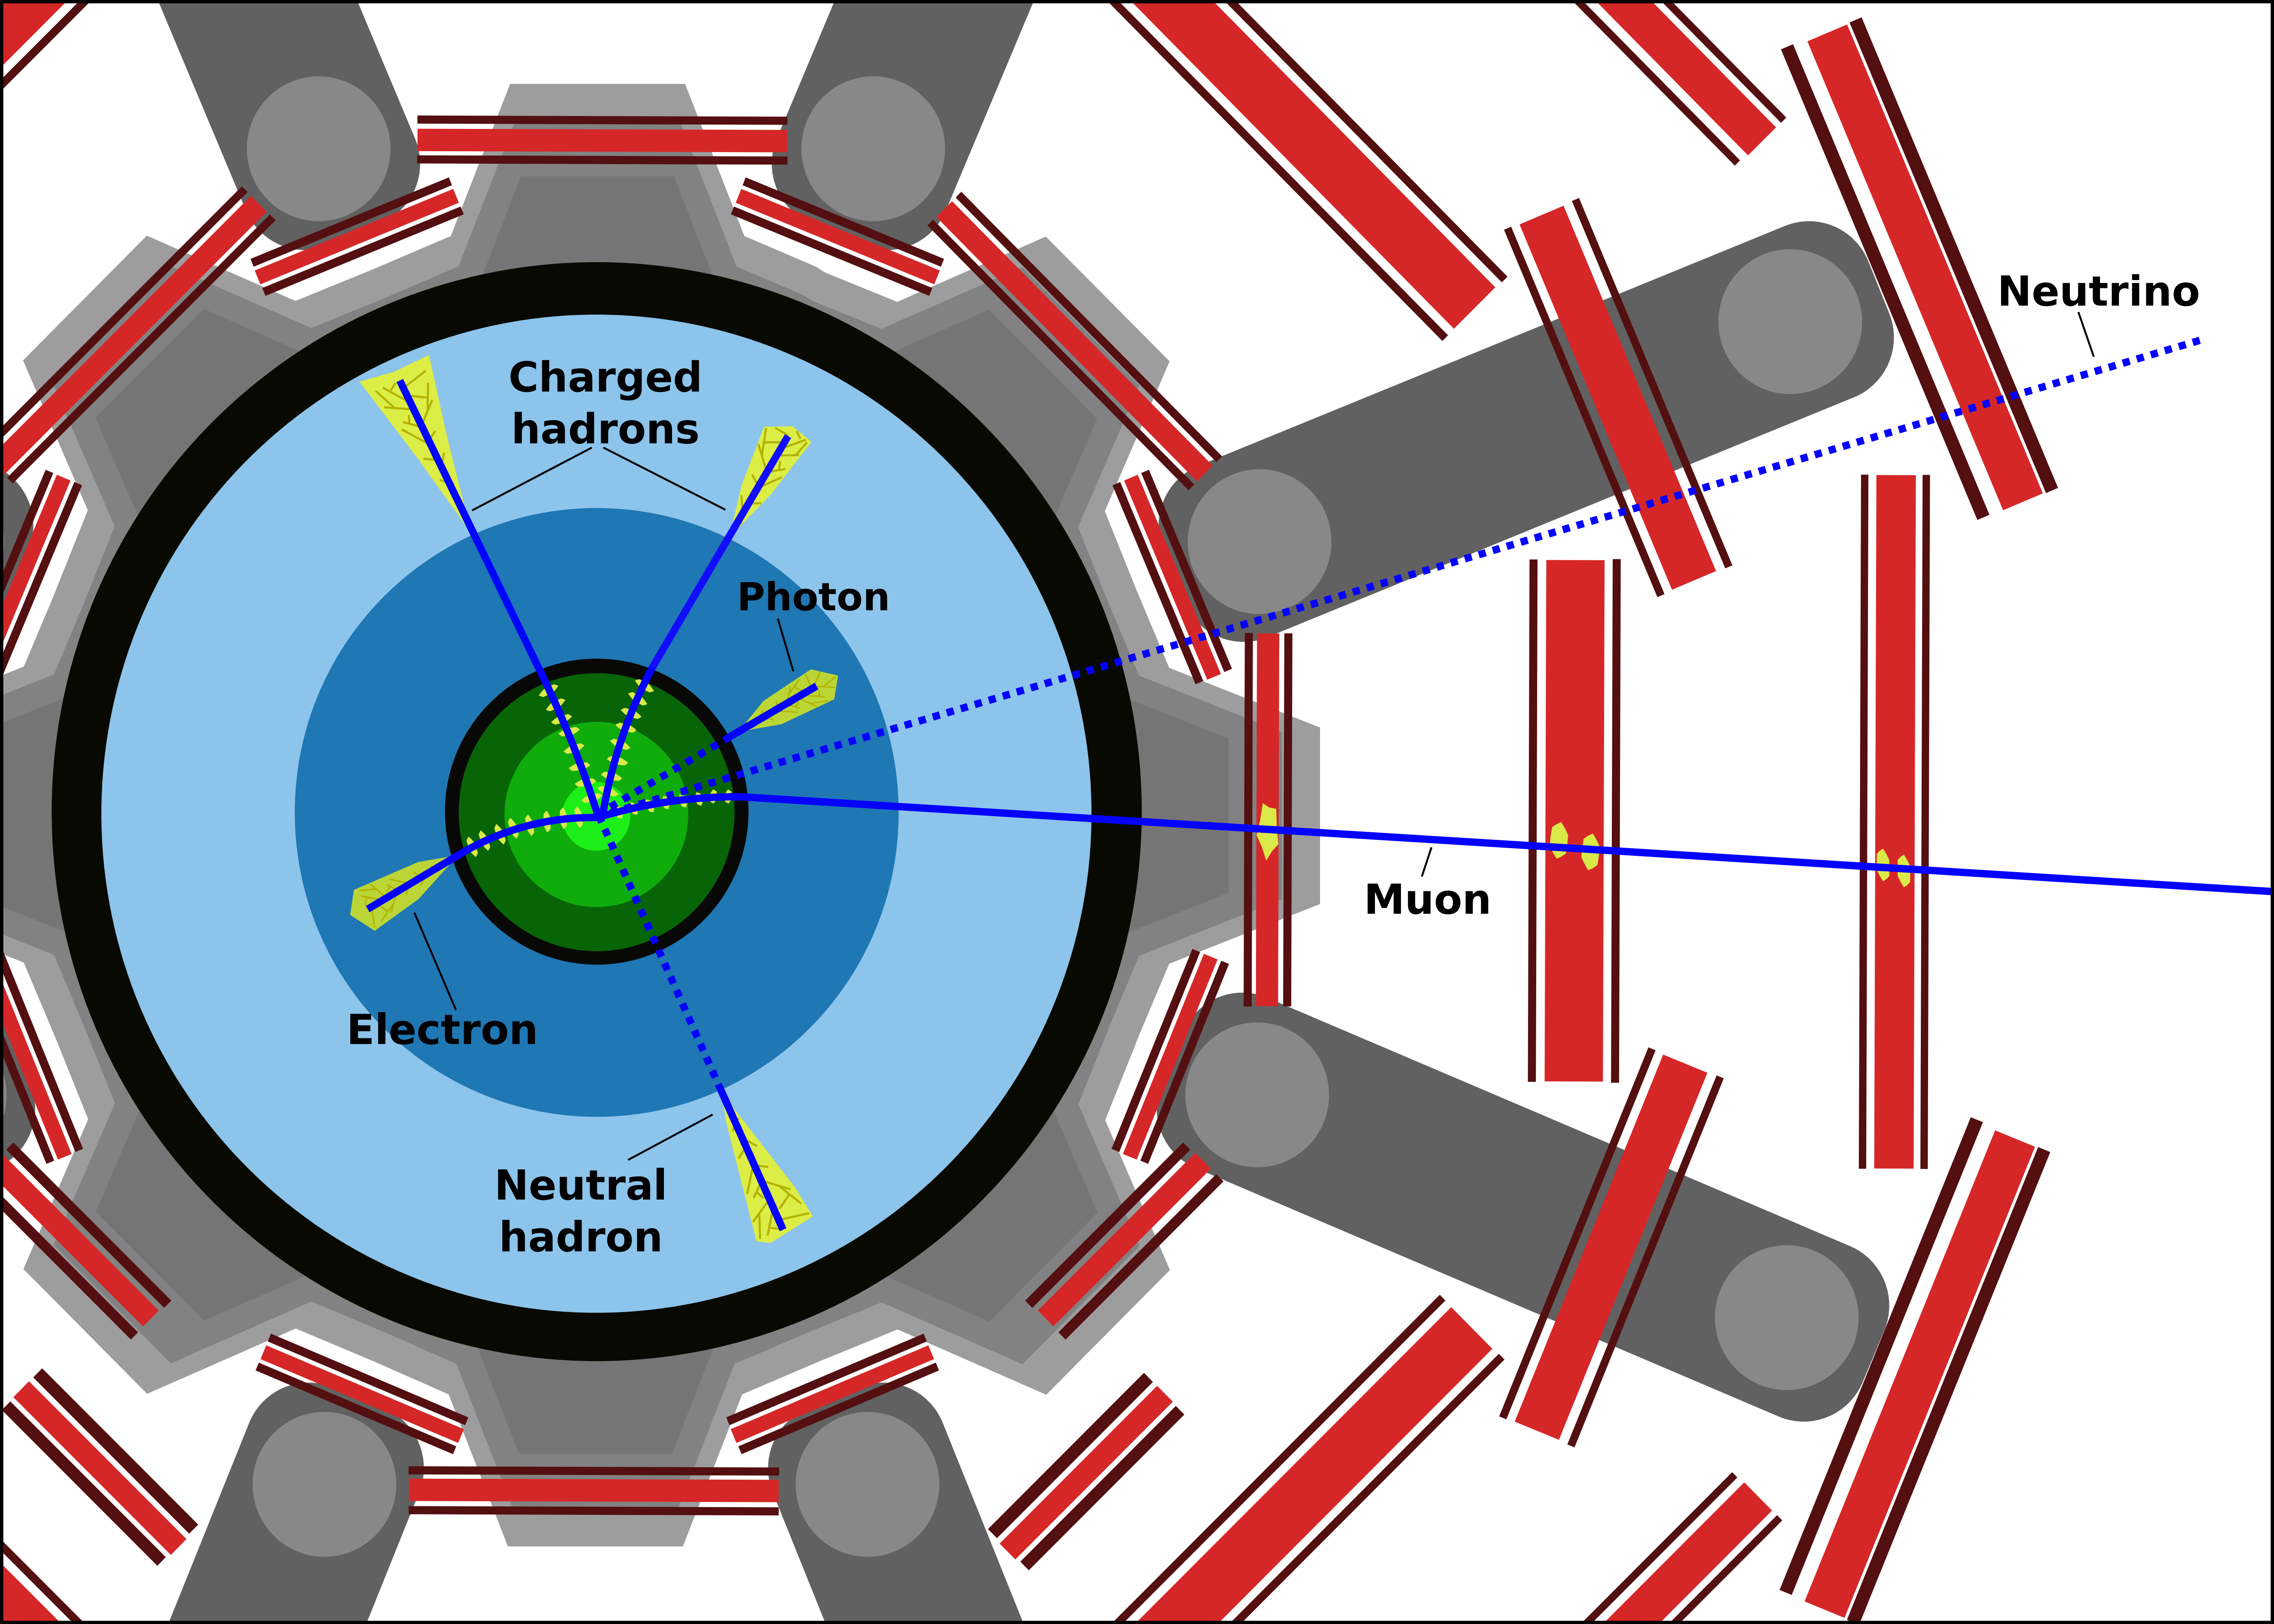 Neutrino
Charged
hadrons
Photon
Muon
Electron
Neutral
hadron